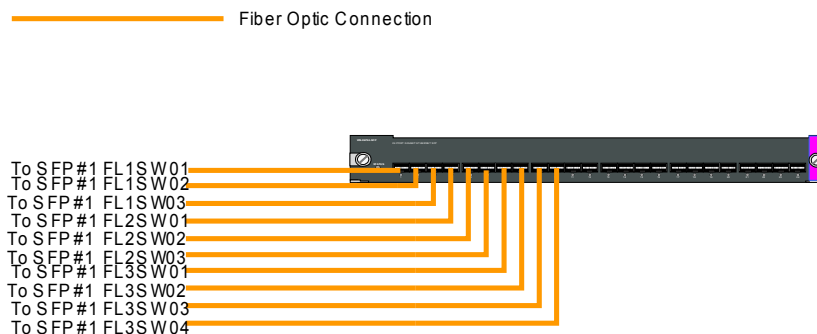 Fiber Optic Connection
To SFP#1 FL1SW01
To SFP#1 FL1SW02
To SFP#1 FL1SW03
To SFP#1 FL2SW01
To SFP#1 FL2SW02
To SFP#1 FL2SW03
To SFP#1 FL3SW01
To SFP#1 FL3SW02
To SFP#1 FL3SW03
To SFP#1 FL3SW04